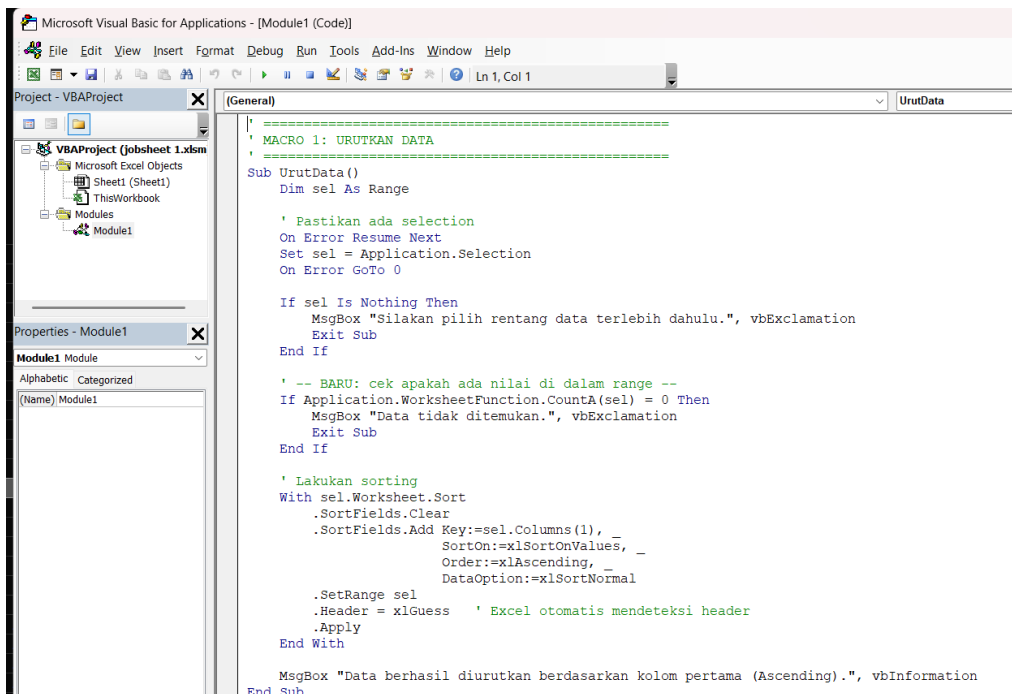 Microsoft Visual Basic for Applications - [Module1 (Code)]
File Edit View Insert Format Debug Run Tools Add-Ins Window Help
Ln 1, Col 1
Project - VBAProject
VBAProject (jobsheet 1.xlsm
Microsoft Excel Objects
Sheet1 (Sheet1)
ThisWorkbook
Modules
Module1
Properties - Module1
Module1 Module
Alphabetic Categorized
(Name) Module1
(General) UrutData
' ==================================================
' MACRO 1: URUTKAN DATA
' ==================================================
Sub UrutData()
    Dim sel As Range
    ' Pastikan ada selection
    On Error Resume Next
    Set sel = Application.Selection
    On Error GoTo 0
    If sel Is Nothing Then
        MsgBox "Silakan pilih rentang data terlebih dahulu.", vbExclamation
        Exit Sub
    End If
    ' -- BARU: cek apakah ada nilai di dalam range --
    If Application.WorksheetFunction.CountA(sel) = 0 Then
        MsgBox "Data tidak ditemukan.", vbExclamation
        Exit Sub
    End If
    ' Lakukan sorting
    With sel.Worksheet.Sort
        .SortFields.Clear
        .SortFields.Add Key:=sel.Columns(1), _
                        SortOn:=xlSortOnValues, _
                        Order:=xlAscending, _
                        DataOption:=xlSortNormal
        .SetRange sel
        .Header = xlGuess   ' Excel otomatis mendeteksi header
        .Apply
    End With
    MsgBox "Data berhasil diurutkan berdasarkan kolom pertama (Ascending).", vbInformation
End Sub